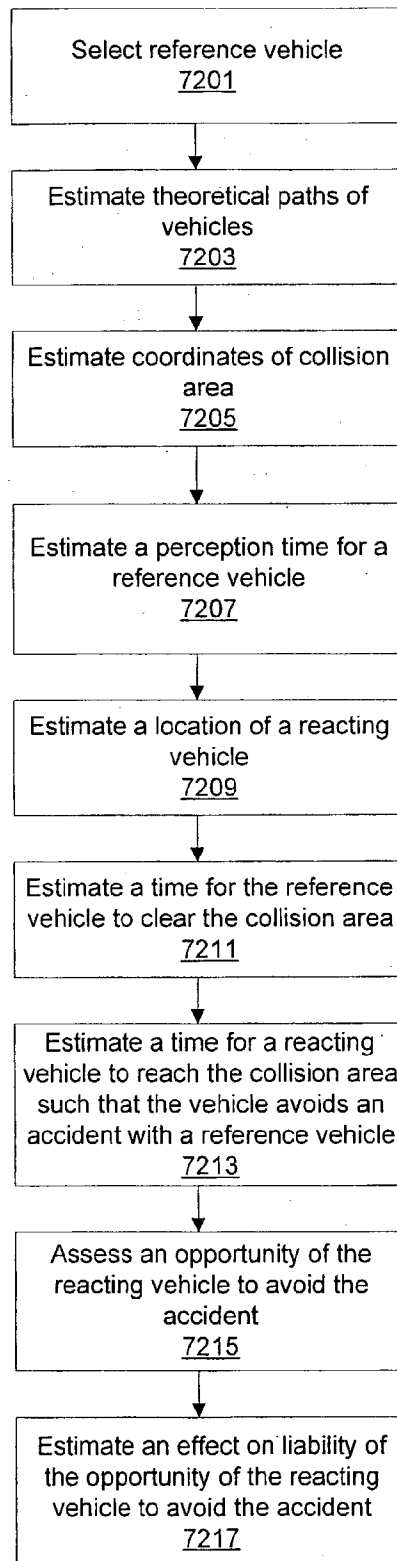 Select reference vehicle
7201
Estimate theoretical paths of
vehicles
7203
Estimate coordinates of collision
area
7205
Estimate a perception time for a
reference vehicle
7207
Estimate a location of a reacting
vehicle
7209
Estimate a time for the reference
vehicle to clear the collision area
7211
Estimate a time for a reacting
vehicle to reach the collision area
such that the vehicle avoids an
accident with a reference vehicle
7213
Assess an opportunity of the
reacting vehicle to avoid the
accident
7215
Estimate an effect on liability of
the opportunity of the reacting
vehicle to avoid the accident
7217